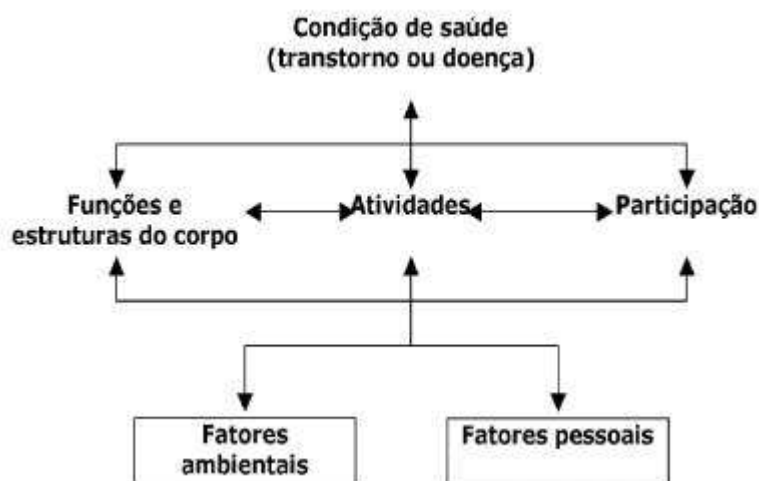 Condição de saúde
(transtorno ou doença)
Funções e
estruturas do corpo
Atividades
Participação
Fatores
ambientais
Fatores pessoais